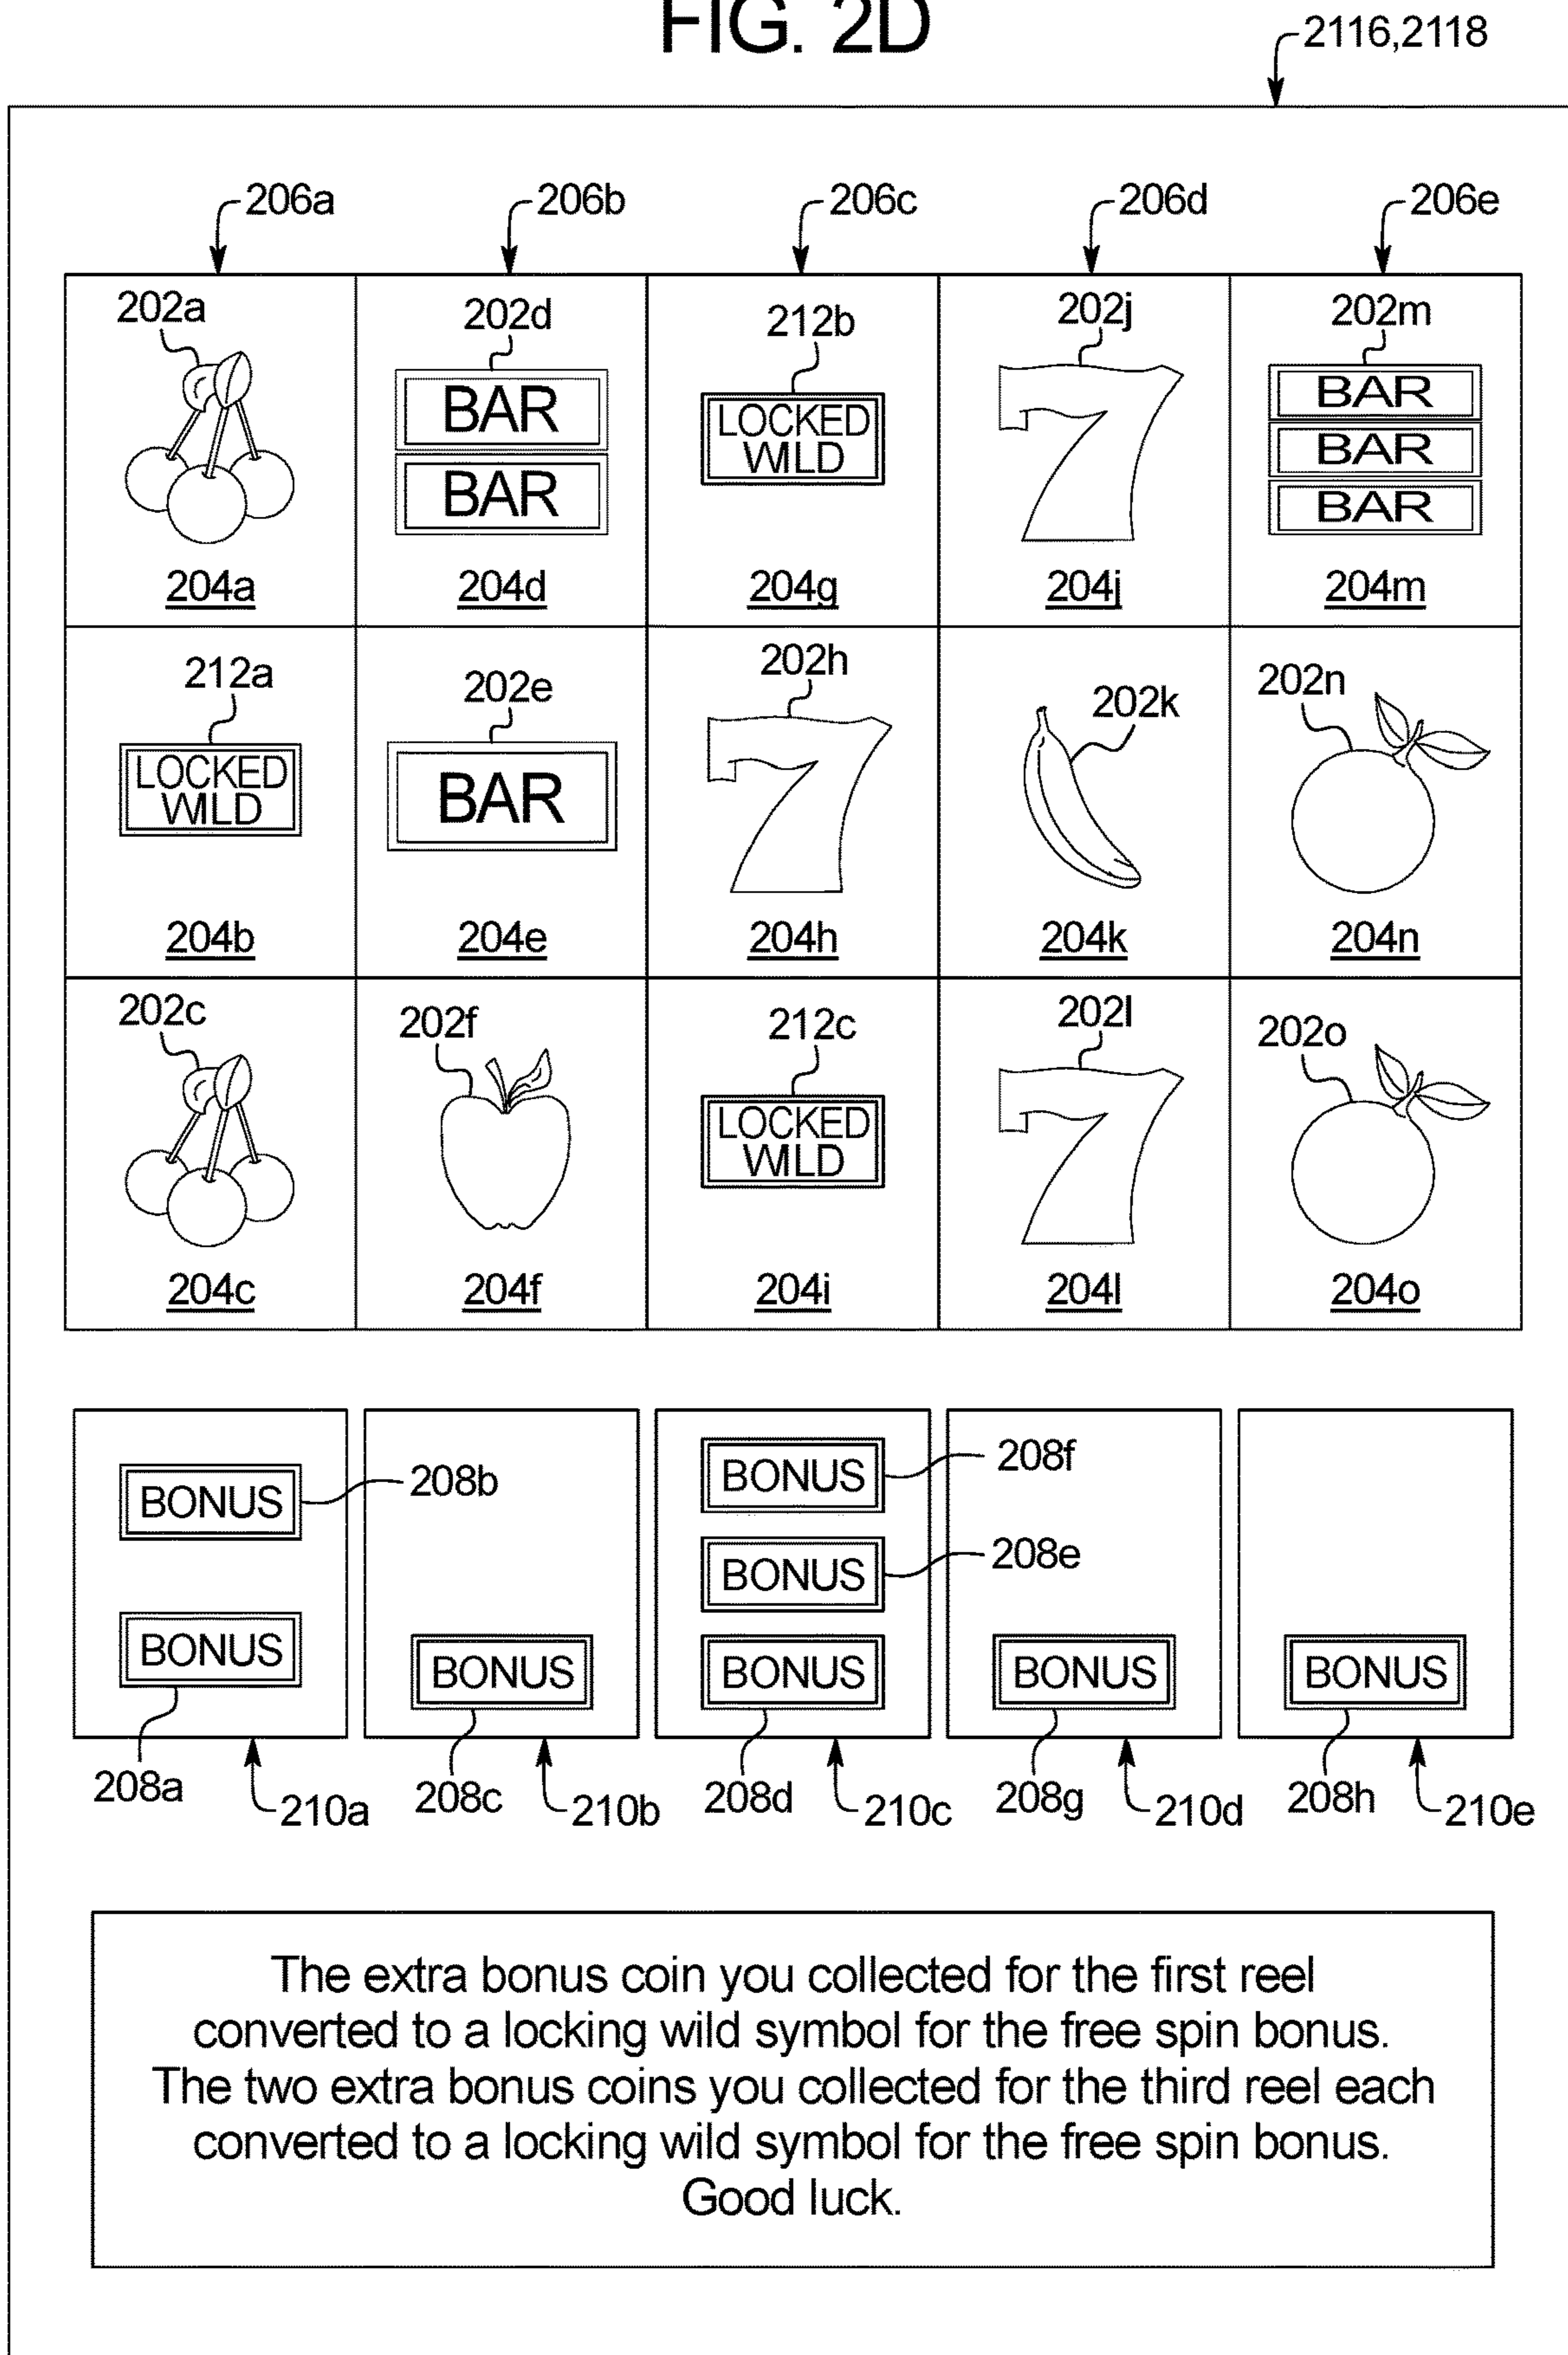 FIG. 2D
2116,2118
206a 206b 206c 206d 206e
202a 202d 212b 202j 202m
BAR
BAR
LOCKED
WILD
7
BAR
BAR
BAR
204a 204d 204g 204j 204m
212a 202e 202h 202k 202n
LOCKED
WILD
BAR
7
204b 204e 204h 204k 204n
202c 202f 212c 202l 202o
LOCKED
WILD
7
204c 204f 204i 204l 204o
BONUS 208b
BONUS
208a 210a
BONUS
208c 210b
BONUS 208f
BONUS 208e
BONUS
208d 210c
BONUS
208g 210d
BONUS
208h 210e
The extra bonus coin you collected for the first reel
converted to a locking wild symbol for the free spin bonus.
The two extra bonus coins you collected for the third reel each
converted to a locking wild symbol for the free spin bonus.
Good luck.